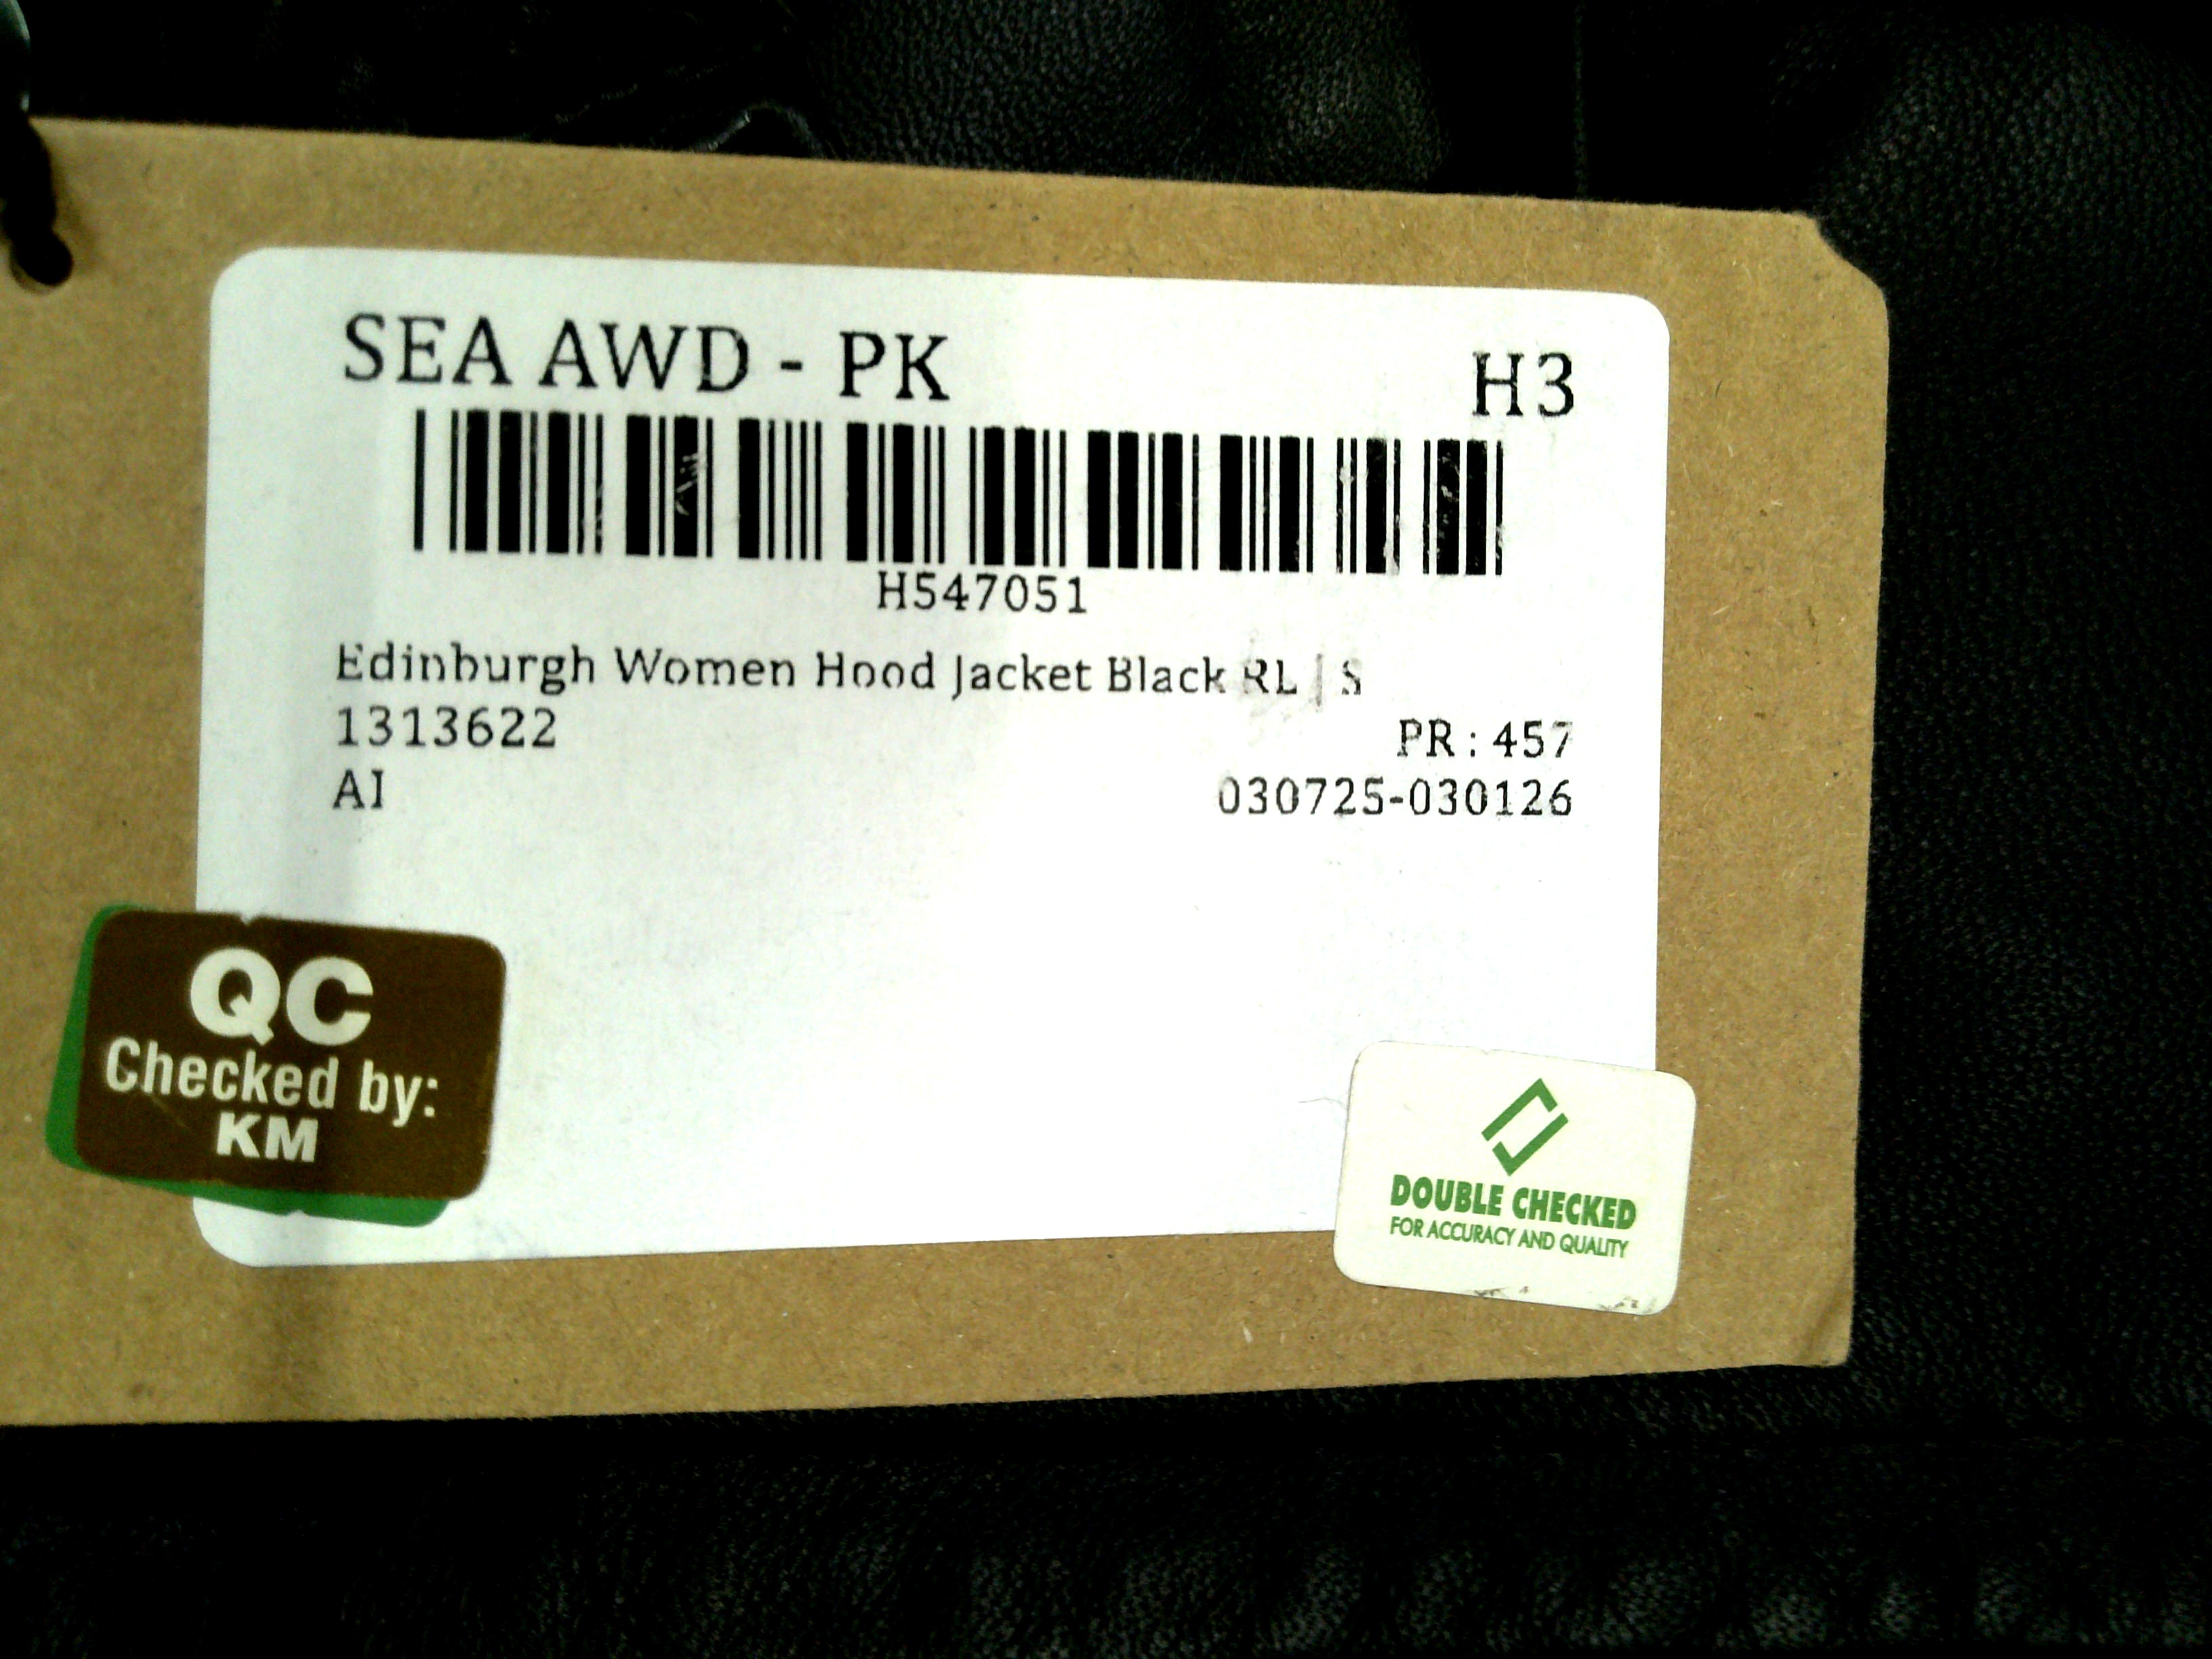 SEA AWD - PK
H3
H547051
Edinburgh Women Hood Jacket Black RL | S
1313622
PR : 457
AI
030725-030126
QC
Checked by:
KM
DOUBLE CHECKED
FOR ACCURACY AND QUALITY